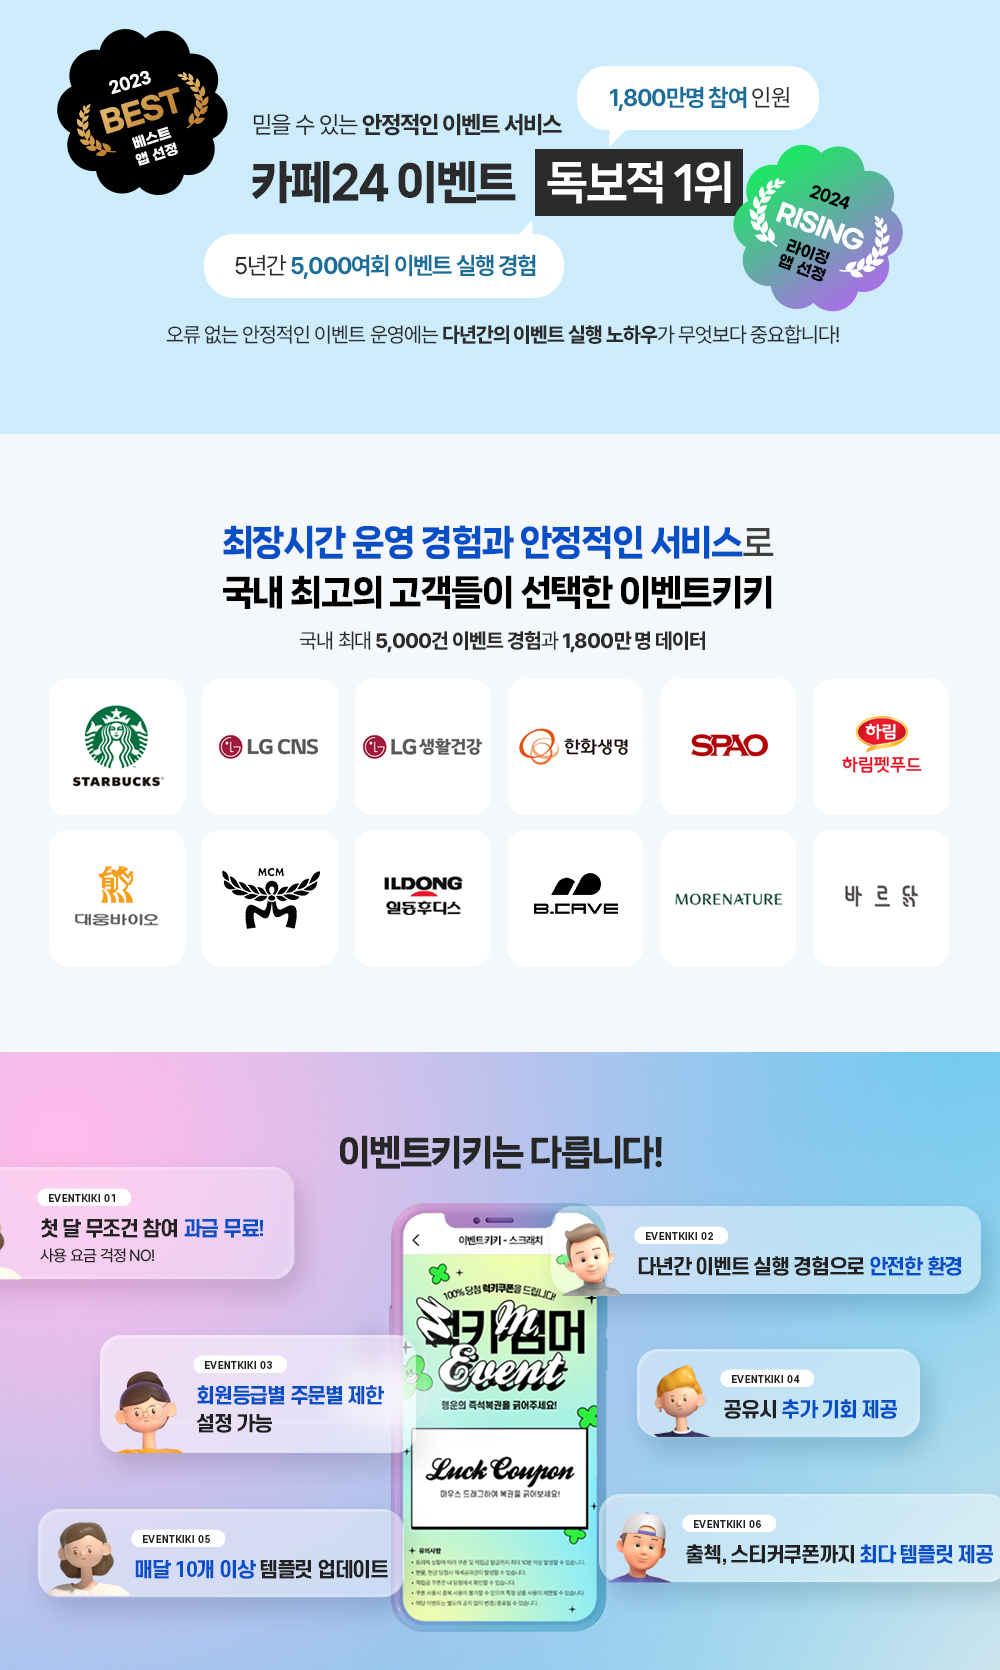 2023
BEST
베스트
앱 선정
1,800만명 참여 인원
믿을 수 있는 안정적인 이벤트 서비스
카페24 이벤트 독보적 1위
2024
RISING
라이징
앱 선정
5년간 5,000여회 이벤트 실행 경험
오류 없는 안정적인 이벤트 운영에는 다년간의 이벤트 실행 노하우가 무엇보다 중요합니다!
최장시간 운영 경험과 안정적인 서비스로
국내 최고의 고객들이 선택한 이벤트키키
국내 최대 5,000건 이벤트 경험과 1,800만 명 데이터
STARBUCKS
LG CNS
LG생활건강
한화생명
SPAO
하림
하림펫푸드
대웅바이오
MCM
ILDONG
일동후디스
B.CAVE
MORENATURE
바르닭
이벤트키키는 다릅니다!
EVENTKIKI 01
첫 달 무조건 참여 과금 무료!
사용 요금 걱정 NO!
EVENTKIKI 02
다년간 이벤트 실행 경험으로 안전한 환경
EVENTKIKI 03
회원등급별 주문별 제한
설정 가능
EVENTKIKI 04
공유시 추가 기회 제공
EVENTKIKI 05
매달 10개 이상 템플릿 업데이트
EVENTKIKI 06
출첵, 스티커쿠폰까지 최다 템플릿 제공
이벤트키키 - 스크래치
100% 당첨 럭키쿠폰을 드립니다!
럭키썸머
Event
행운의 즉석복권을 긁어주세요!
Luck Coupon
마우스 드래그하여 복권을 긁어보세요!
유의사항